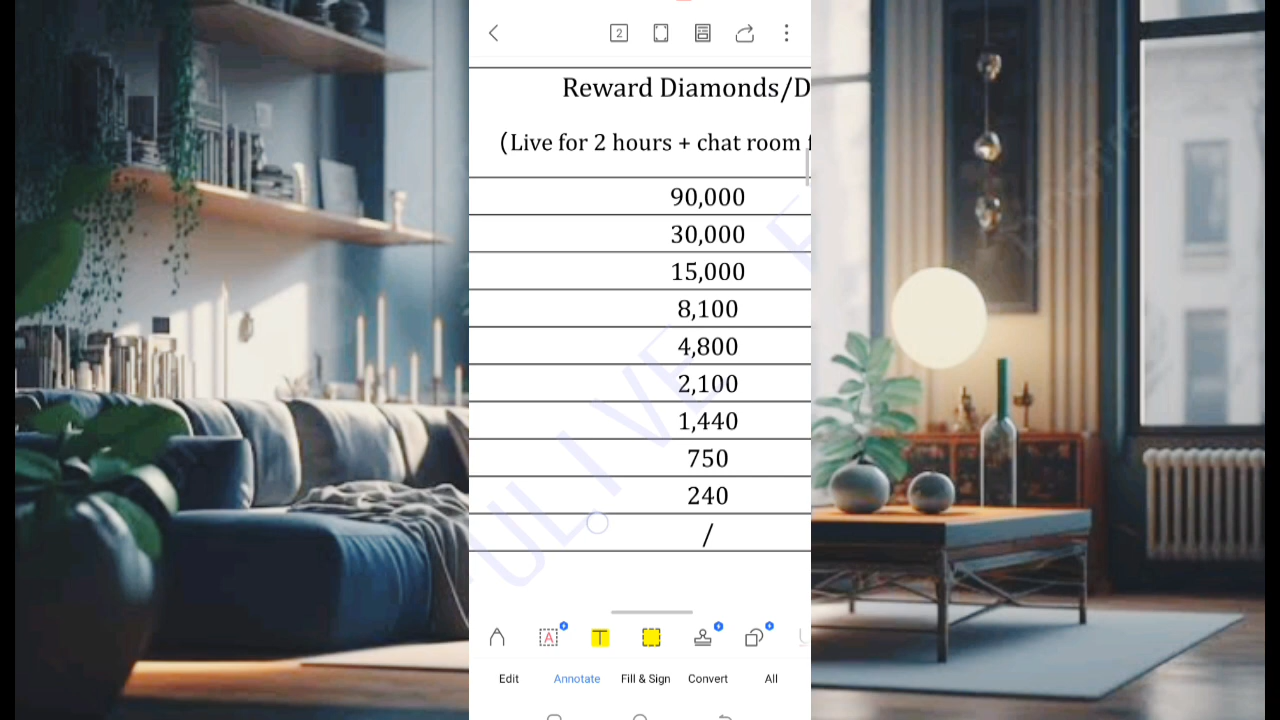 2
Reward Diamonds/D
(Live for 2 hours + chat room f
90,000
30,000
15,000
8,100
4,800
2,100
1,440
750
240
/
A
T
Edit Annotate Fill & Sign Convert All